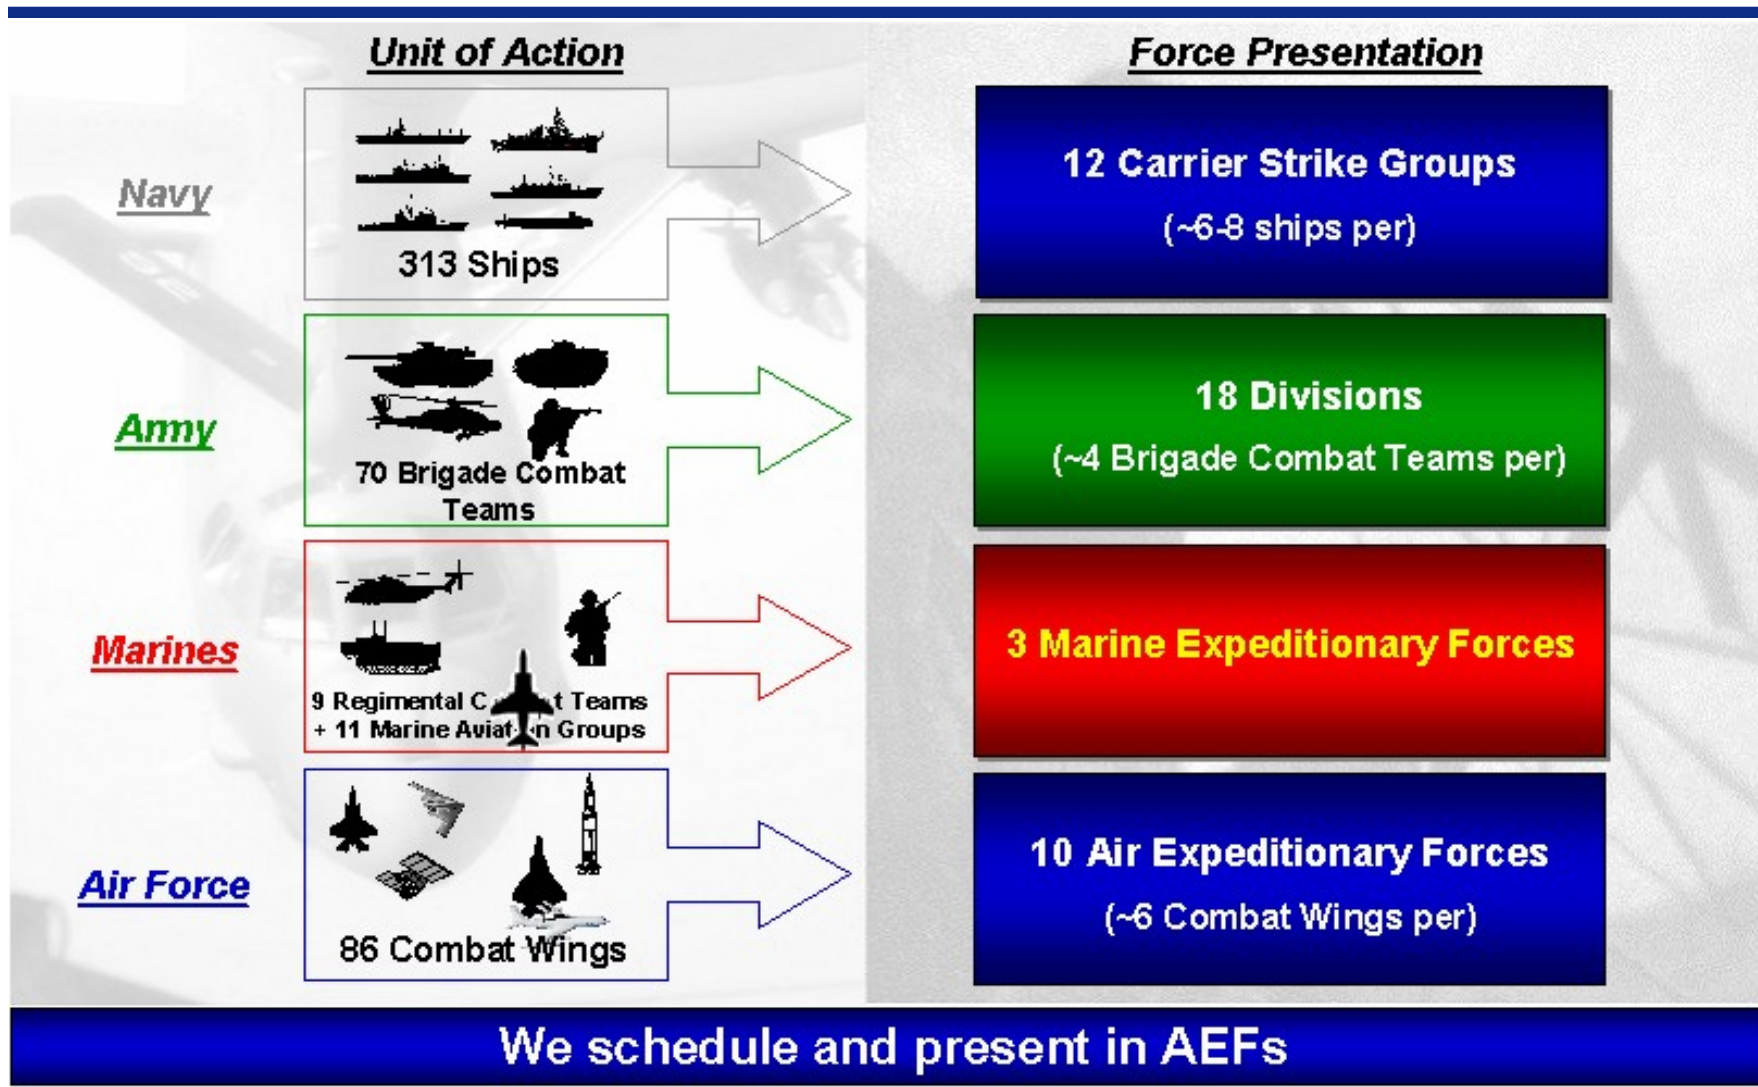 Unit of Action
Force Presentation
Navy
313 Ships
12 Carrier Strike Groups
(~6-8 ships per)
Army
70 Brigade Combat
Teams
18 Divisions
(~4 Brigade Combat Teams per)
Marines
9 Regimental C t Teams
+ 11 Marine Aviation Groups
3 Marine Expeditionary Forces
Air Force
86 Combat Wings
10 Air Expeditionary Forces
(~6 Combat Wings per)
We schedule and present in AEFs